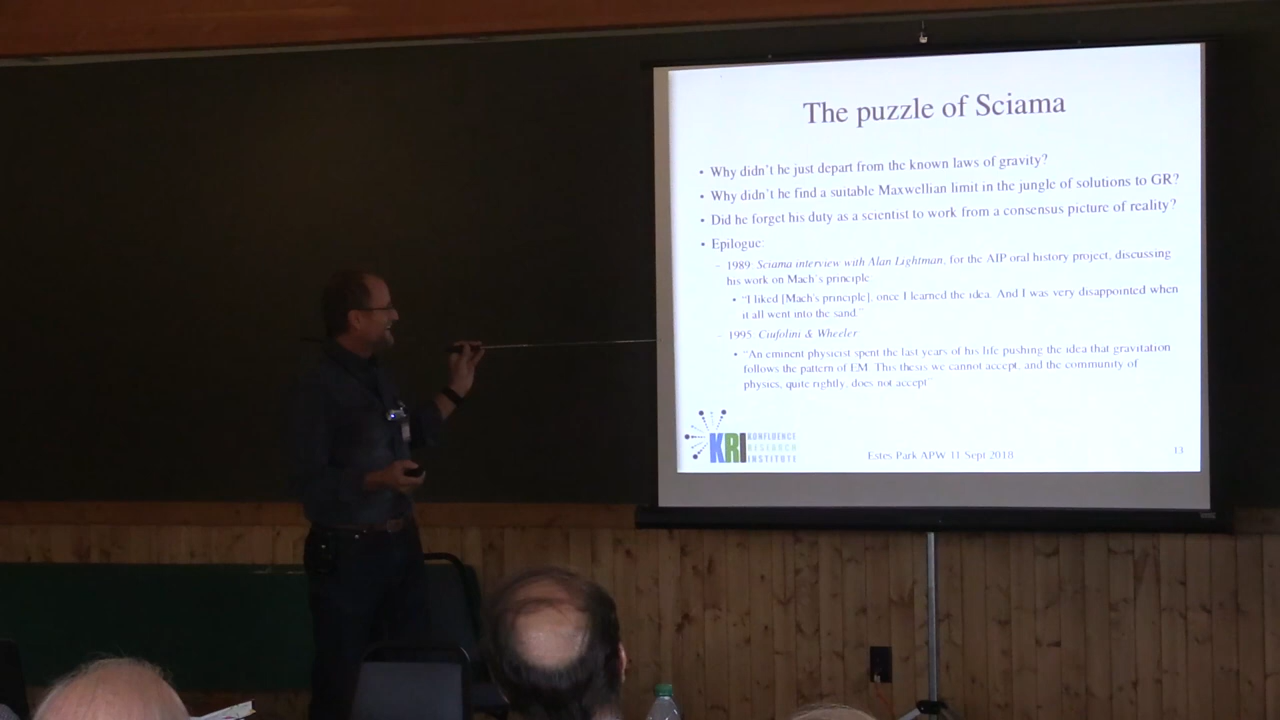 The puzzle of Sciama
• Why didn't he just depart from the known laws of gravity?
• Why didn't he find a suitable Maxwellian limit in the jungle of solutions to GR?
• Did he forget his duty as a scientist to work from a consensus picture of reality?
• Epilogue:
– 1989 Sciama interview with Alan Lightman, for the AIP oral history project, discussing
his work on Mach's principle
• "I liked [Mach's principle], once I learned the idea. And I was very disappointed when
it all went into the sand."
– 1995 Ciufolini & Wheeler
• "An eminent physicist spent the last years of his life pushing the idea that gravitation
follows the pattern of EM. This thesis we cannot accept, and the community of
physics, quite rightly, does not accept"
KRI KONFLUENCE
RESEARCH
INSTITUTE
Estes Park APW 11 Sept 2018
13